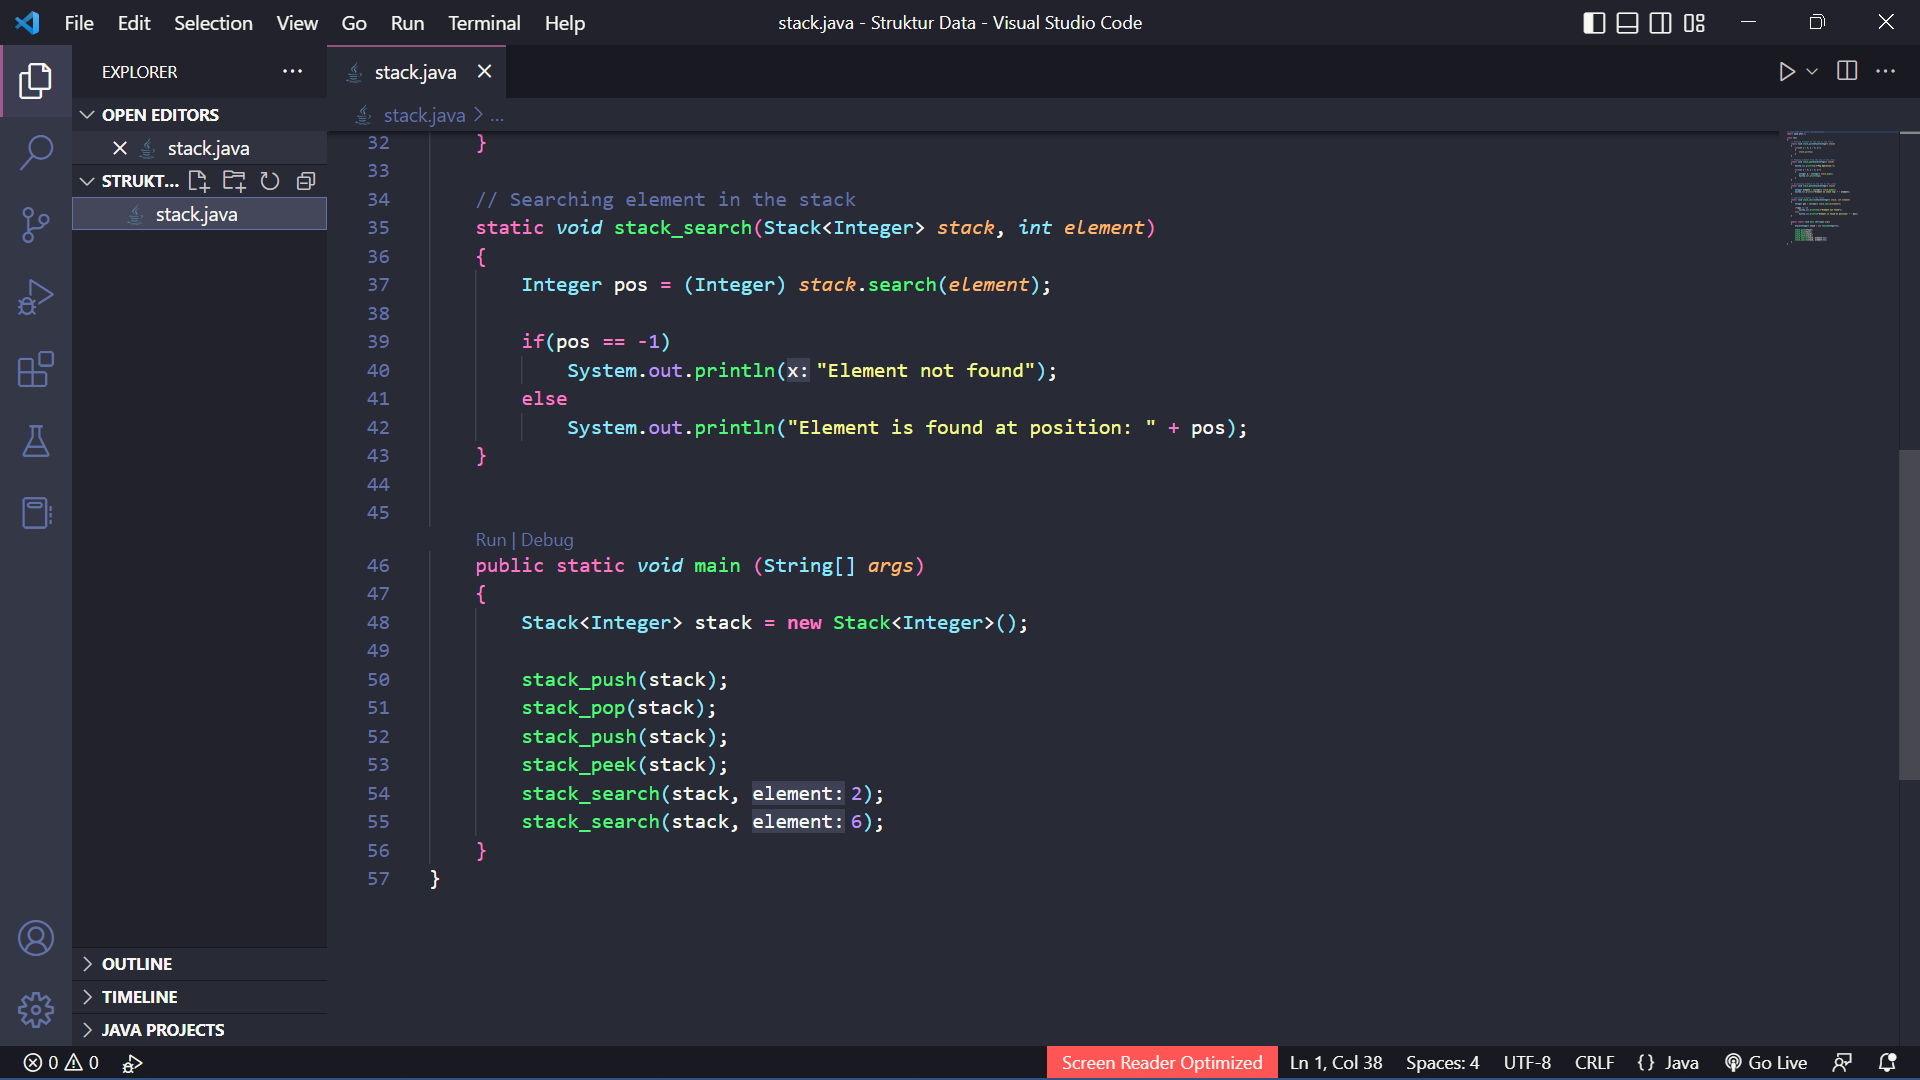 File Edit Selection View Go Run Terminal Help
stack.java - Struktur Data - Visual Studio Code
EXPLORER
OPEN EDITORS
stack.java
STRUKT...
stack.java
stack.java
stack.java > ...
32 }
33
34 // Searching element in the stack
35 static void stack_search(Stack<Integer> stack, int element)
36 {
37 Integer pos = (Integer) stack.search(element);
38
39 if(pos == -1)
40 System.out.println(x: "Element not found");
41 else
42 System.out.println("Element is found at position: " + pos);
43 }
44
45
Run | Debug
46 public static void main (String[] args)
47 {
48 Stack<Integer> stack = new Stack<Integer>();
49
50 stack_push(stack);
51 stack_pop(stack);
52 stack_push(stack);
53 stack_peek(stack);
54 stack_search(stack, element: 2);
55 stack_search(stack, element: 6);
56 }
57 }
OUTLINE
TIMELINE
JAVA PROJECTS
0 0
Screen Reader Optimized Ln 1, Col 38 Spaces: 4 UTF-8 CRLF {} Java Go Live